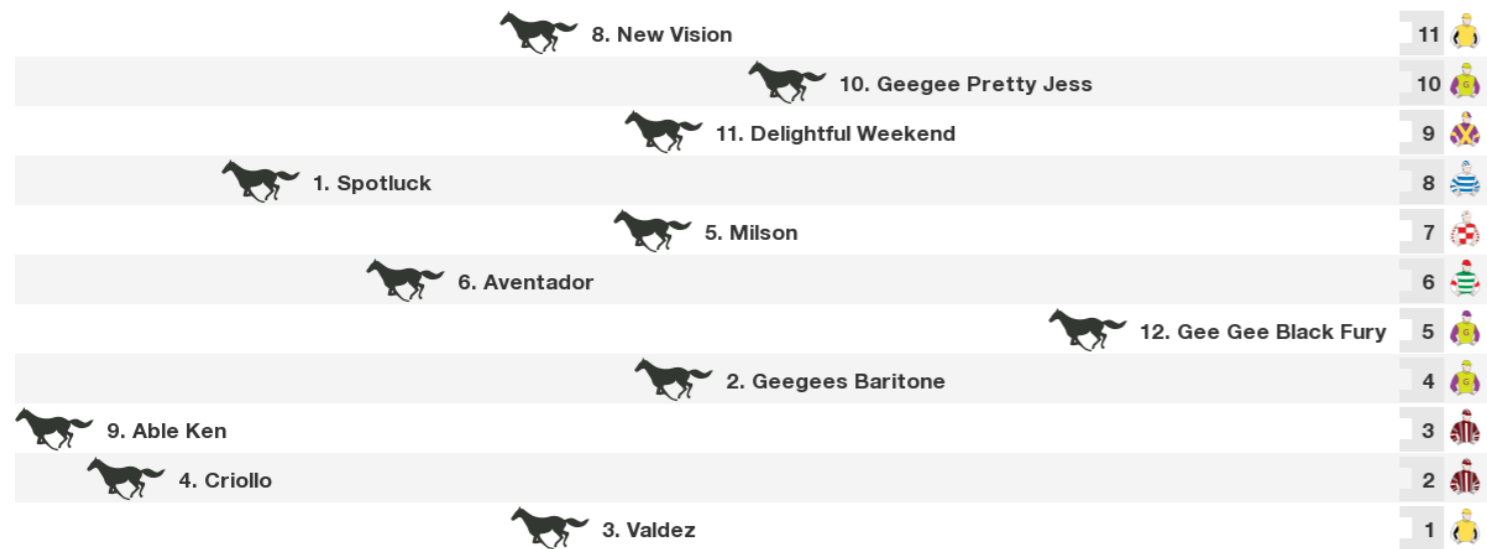 8. New Vision 11
10. Geegee Pretty Jess 10 G
11. Delightful Weekend 9
1. Spotluck 8
5. Milson 7
6. Aventador 6
12. Gee Gee Black Fury 5 G
2. Geegees Baritone 4 G
9. Able Ken 3
4. Criollo 2
3. Valdez 1